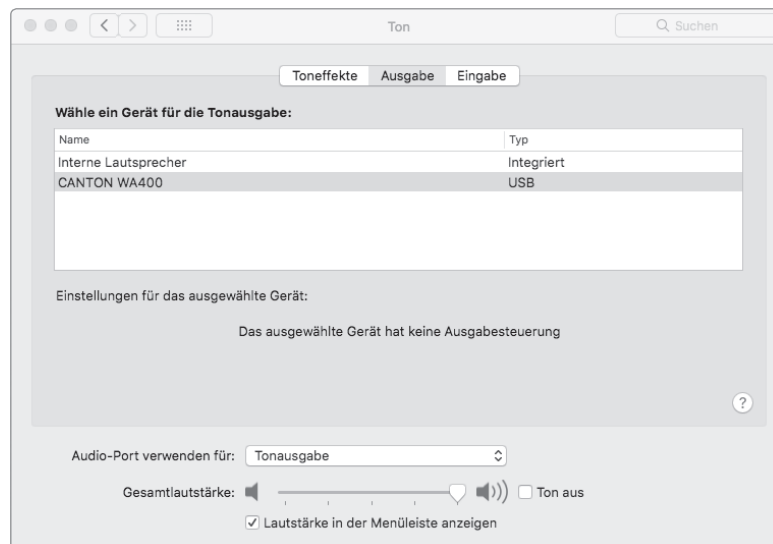 Ton
Suchen
Toneffekte Ausgabe Eingabe
Wähle ein Gerät für die Tonausgabe:
Name Typ
Interne Lautsprecher Integriert
CANTON WA400 USB
Einstellungen für das ausgewählte Gerät:
Das ausgewählte Gerät hat keine Ausgabesteuerung
?
Audio-Port verwenden für: Tonausgabe
Gesamtlautstärke: Ton aus
Lautstärke in der Menüleiste anzeigen